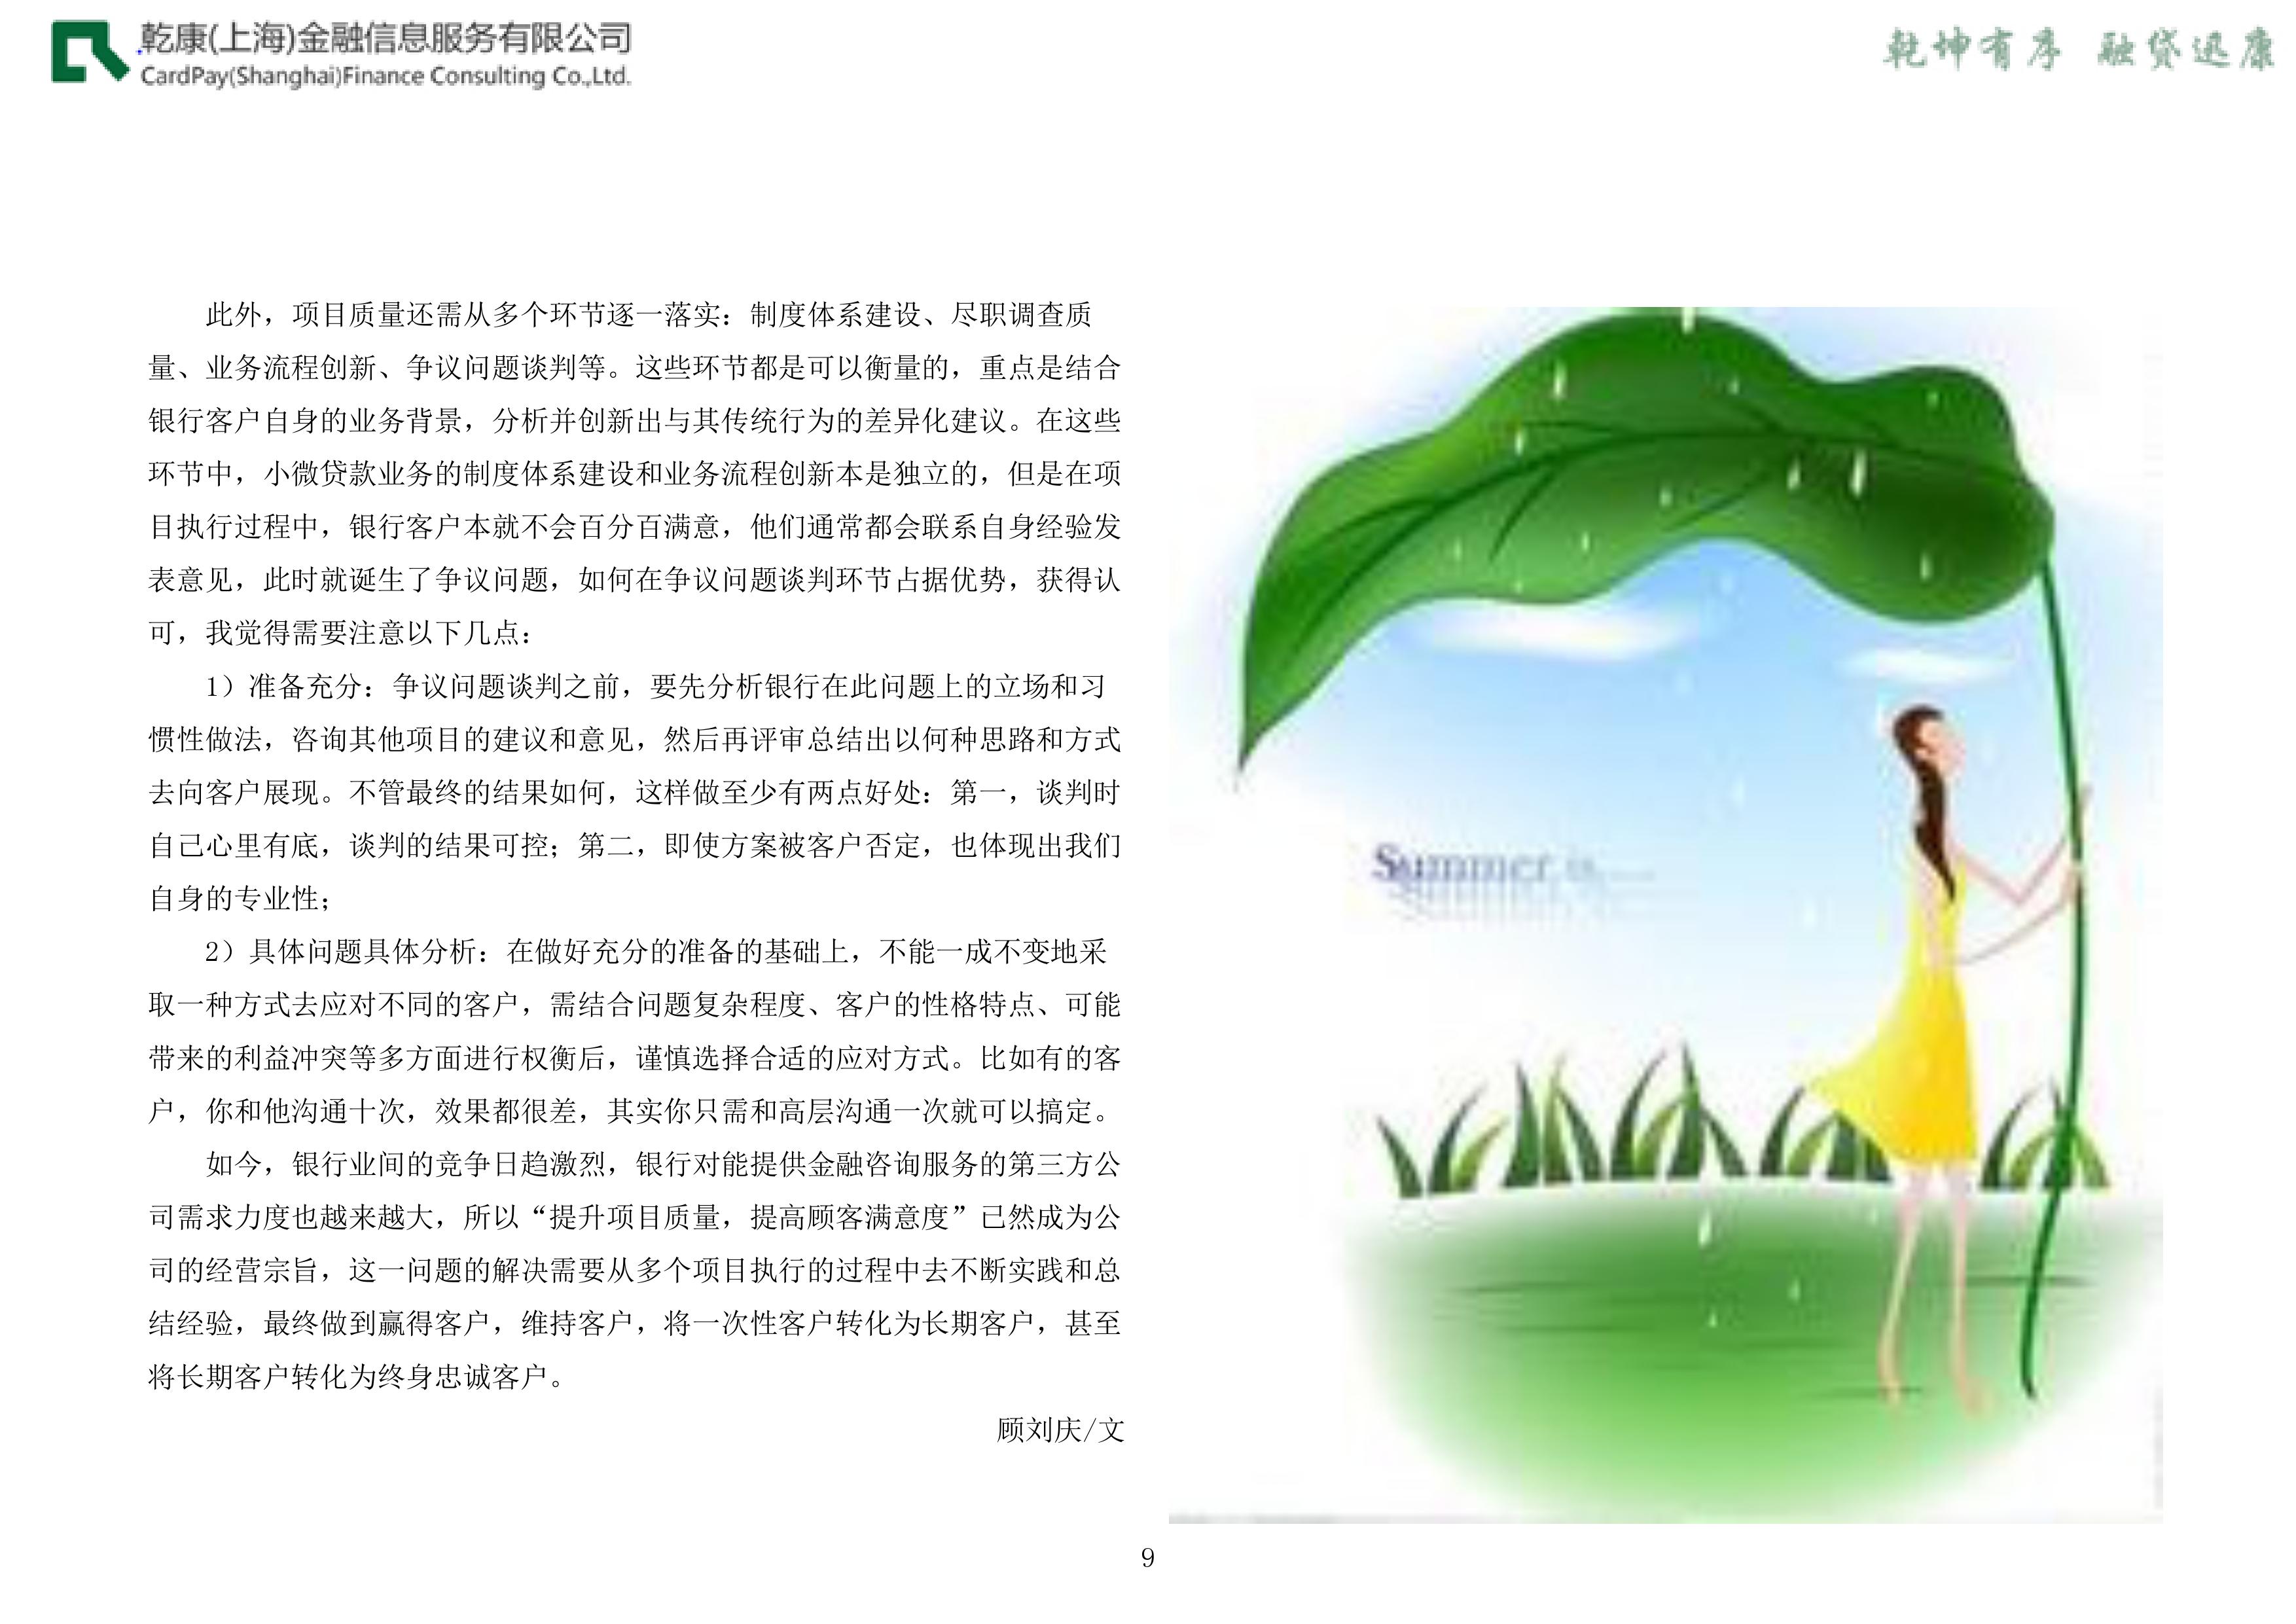 乾康(上海)金融信息服务有限公司
CardPay(Shanghai)Finance Consulting Co.,Ltd.
乾坤有序 融贷迅康
此外，项目质量还需从多个环节逐一落实：制度体系建设、尽职调查质
量、业务流程创新、争议问题谈判等。这些环节都是可以衡量的，重点是结合
银行客户自身的业务背景，分析并创新出与其传统行为的差异化建议。在这些
环节中，小微贷款业务的制度体系建设和业务流程创新本是独立的，但是在项
目执行过程中，银行客户本就不会百分百满意，他们通常都会联系自身经验发
表意见，此时就诞生了争议问题，如何在争议问题谈判环节占据优势，获得认
可，我觉得需要注意以下几点：
1）准备充分：争议问题谈判之前，要先分析银行在此问题上的立场和习
惯性做法，咨询其他项目的建议和意见，然后再评审总结出以何种思路和方式
去向客户展现。不管最终的结果如何，这样做至少有两点好处：第一，谈判时
自己心里有底，谈判的结果可控；第二，即使方案被客户否定，也体现出我们
自身的专业性；
2）具体问题具体分析：在做好充分的准备的基础上，不能一成不变地采
取一种方式去应对不同的客户，需结合问题复杂程度、客户的性格特点、可能
带来的利益冲突等多方面进行权衡后，谨慎选择合适的应对方式。比如有的客
户，你和他沟通十次，效果都很差，其实你只需和高层沟通一次就可以搞定。
如今，银行业间的竞争日趋激烈，银行对能提供金融咨询服务的第三方公
司需求力度也越来越大，所以“提升项目质量，提高顾客满意度”已然成为公
司的经营宗旨，这一问题的解决需要从多个项目执行的过程中去不断实践和总
结经验，最终做到赢得客户，维持客户，将一次性客户转化为长期客户，甚至
将长期客户转化为终身忠诚客户。
顾刘庆/文
Summer
9